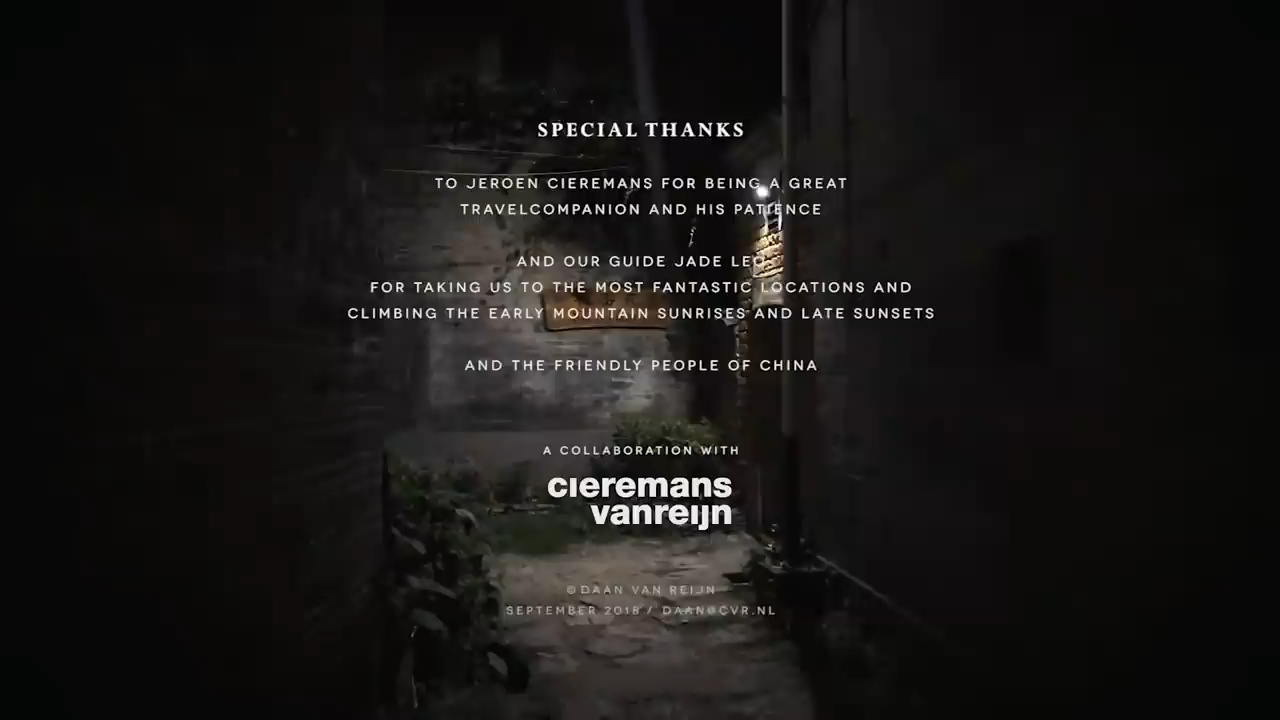 SPECIAL THANKS
TO JEROEN CIEREMANS FOR BEING A GREAT
TRAVELCOMPANION AND HIS PATIENCE
AND OUR GUIDE JADE LEO
FOR TAKING US TO THE MOST FANTASTIC LOCATIONS AND
CLIMBING THE EARLY MOUNTAIN SUNRISES AND LATE SUNSETS
AND THE FRIENDLY PEOPLE OF CHINA
A COLLABORATION WITH
cieremans
vanreijn
©DAAN VAN REIJN
SEPTEMBER 2018 / DAAN@CVR.NL